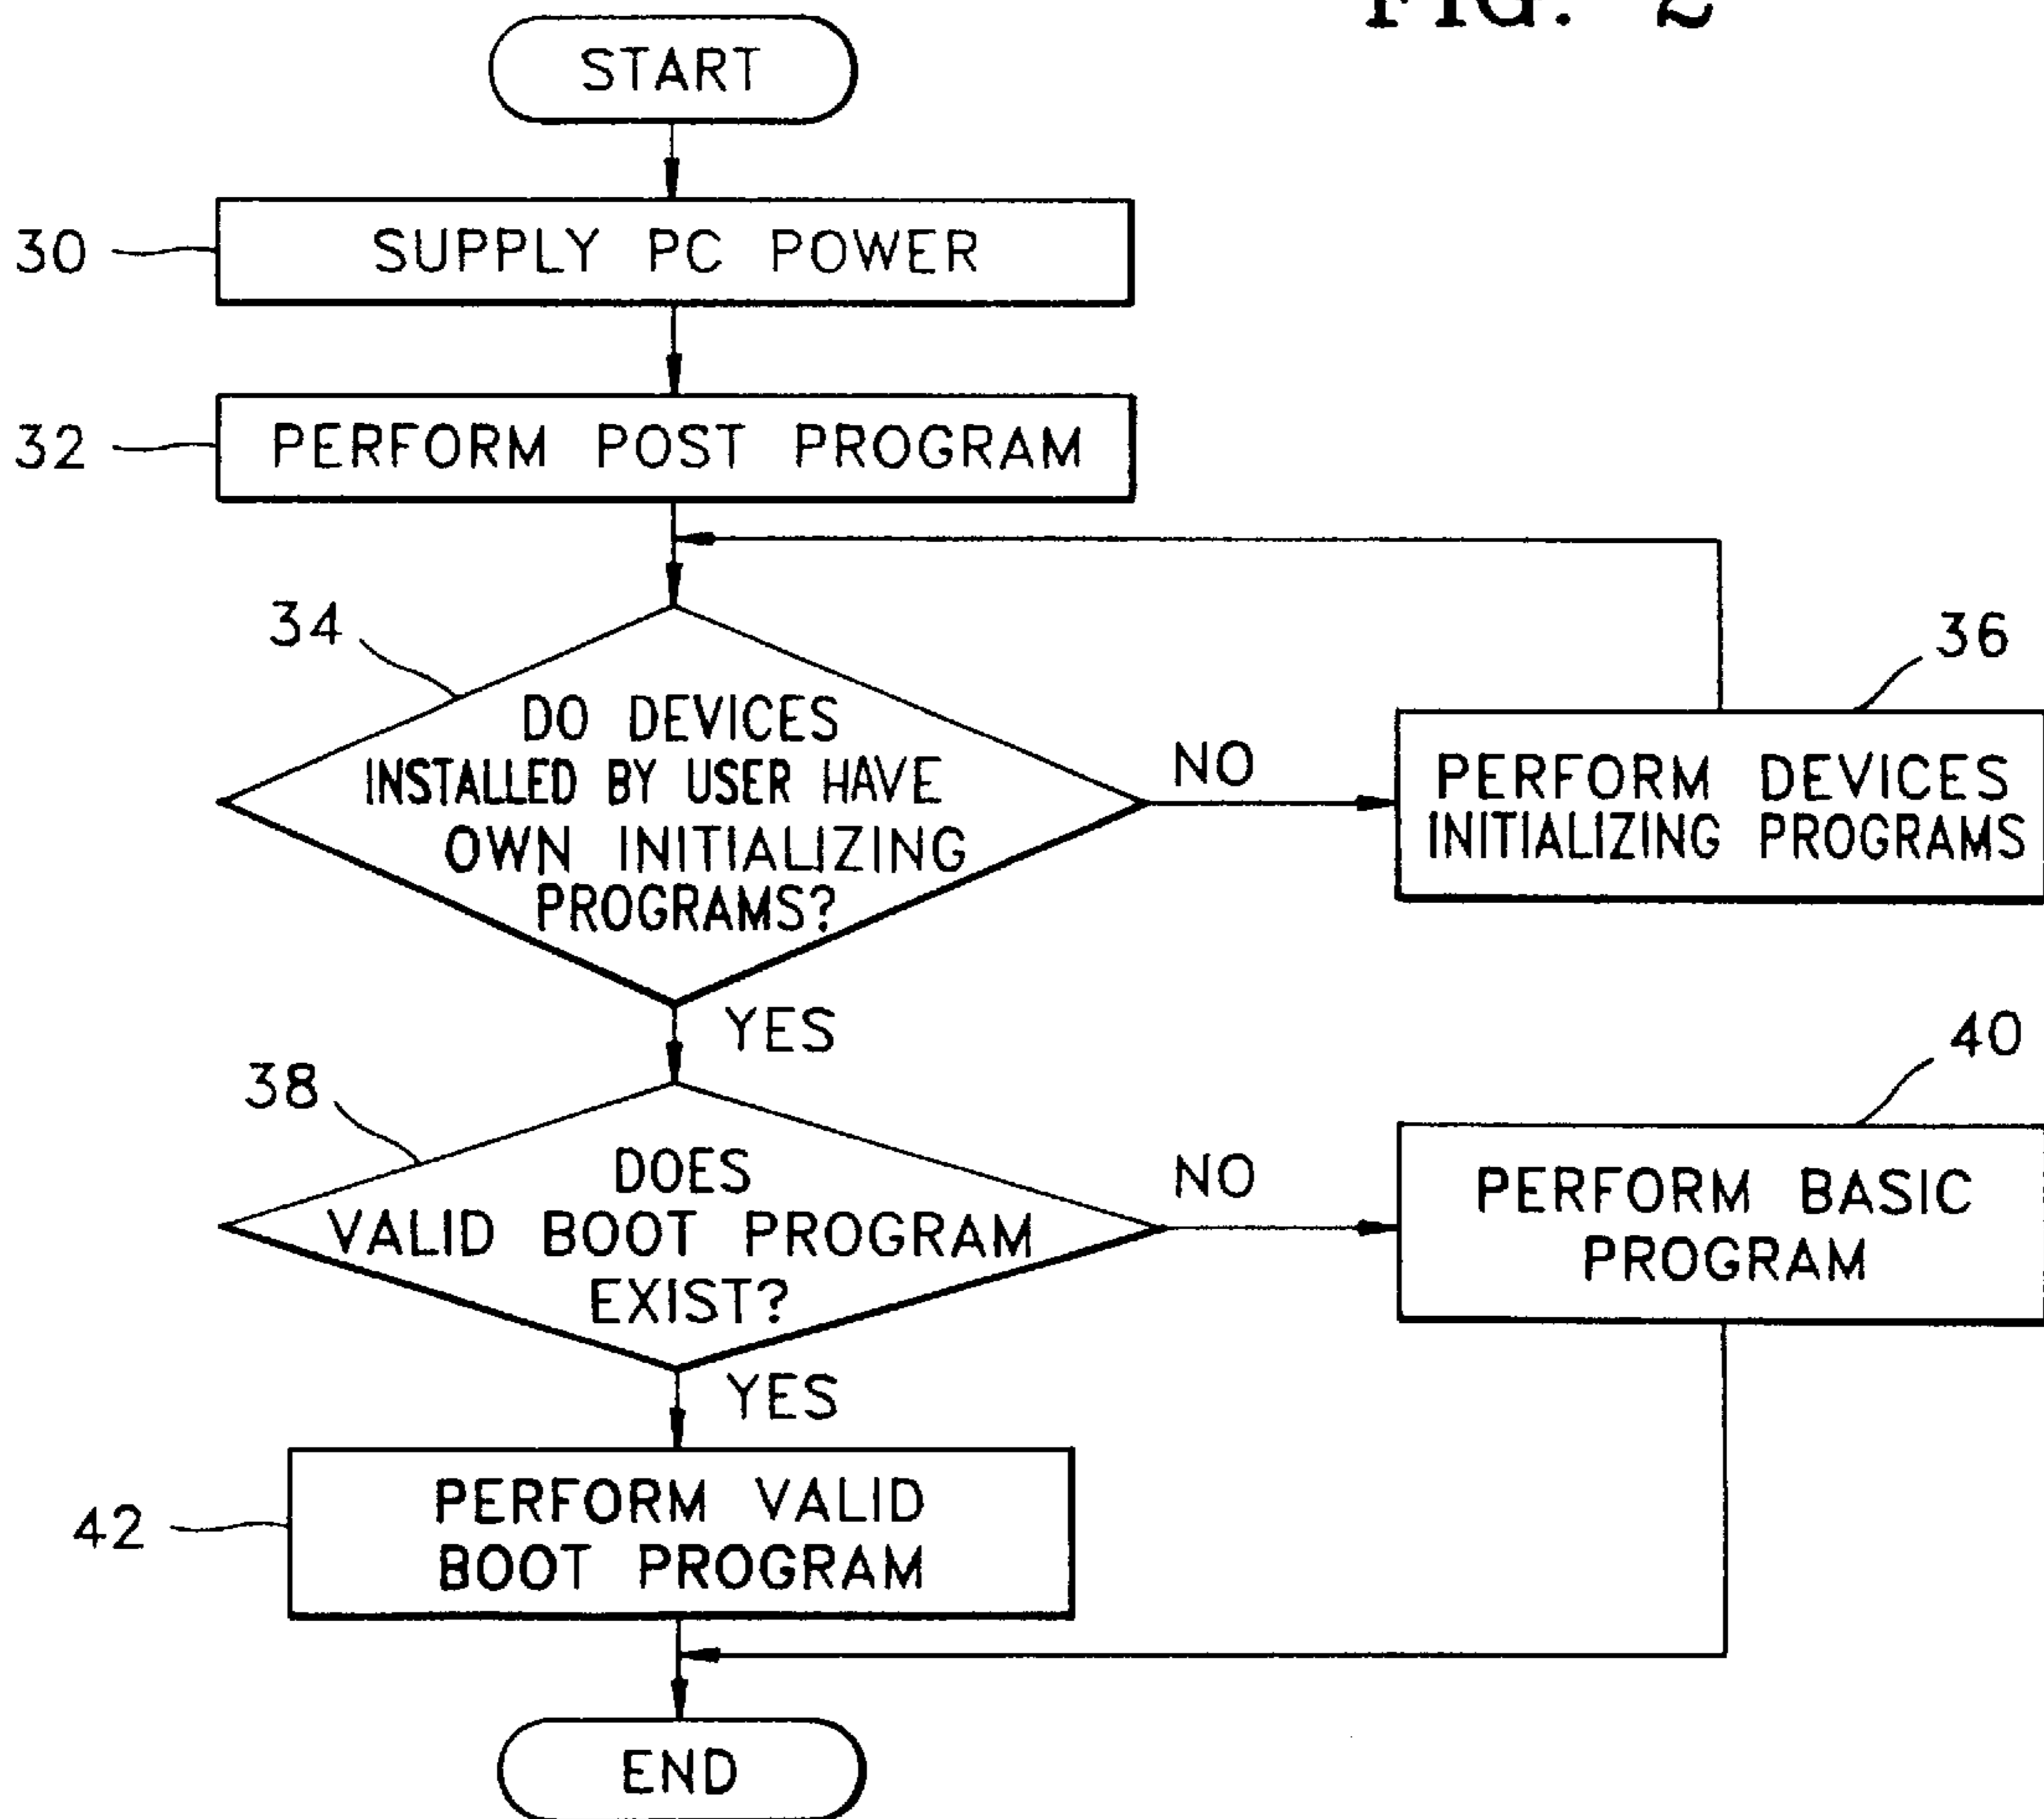 FIG. 2
START
30
SUPPLY PC POWER
32
PERFORM POST PROGRAM
34
DO DEVICES
INSTALLED BY USER HAVE
OWN INITIALIZING
PROGRAMS?
NO
36
PERFORM DEVICES
INITIALIZING PROGRAMS
YES
38
DOES
VALID BOOT PROGRAM
EXIST?
NO
40
PERFORM BASIC
PROGRAM
YES
42
PERFORM VALID
BOOT PROGRAM
END